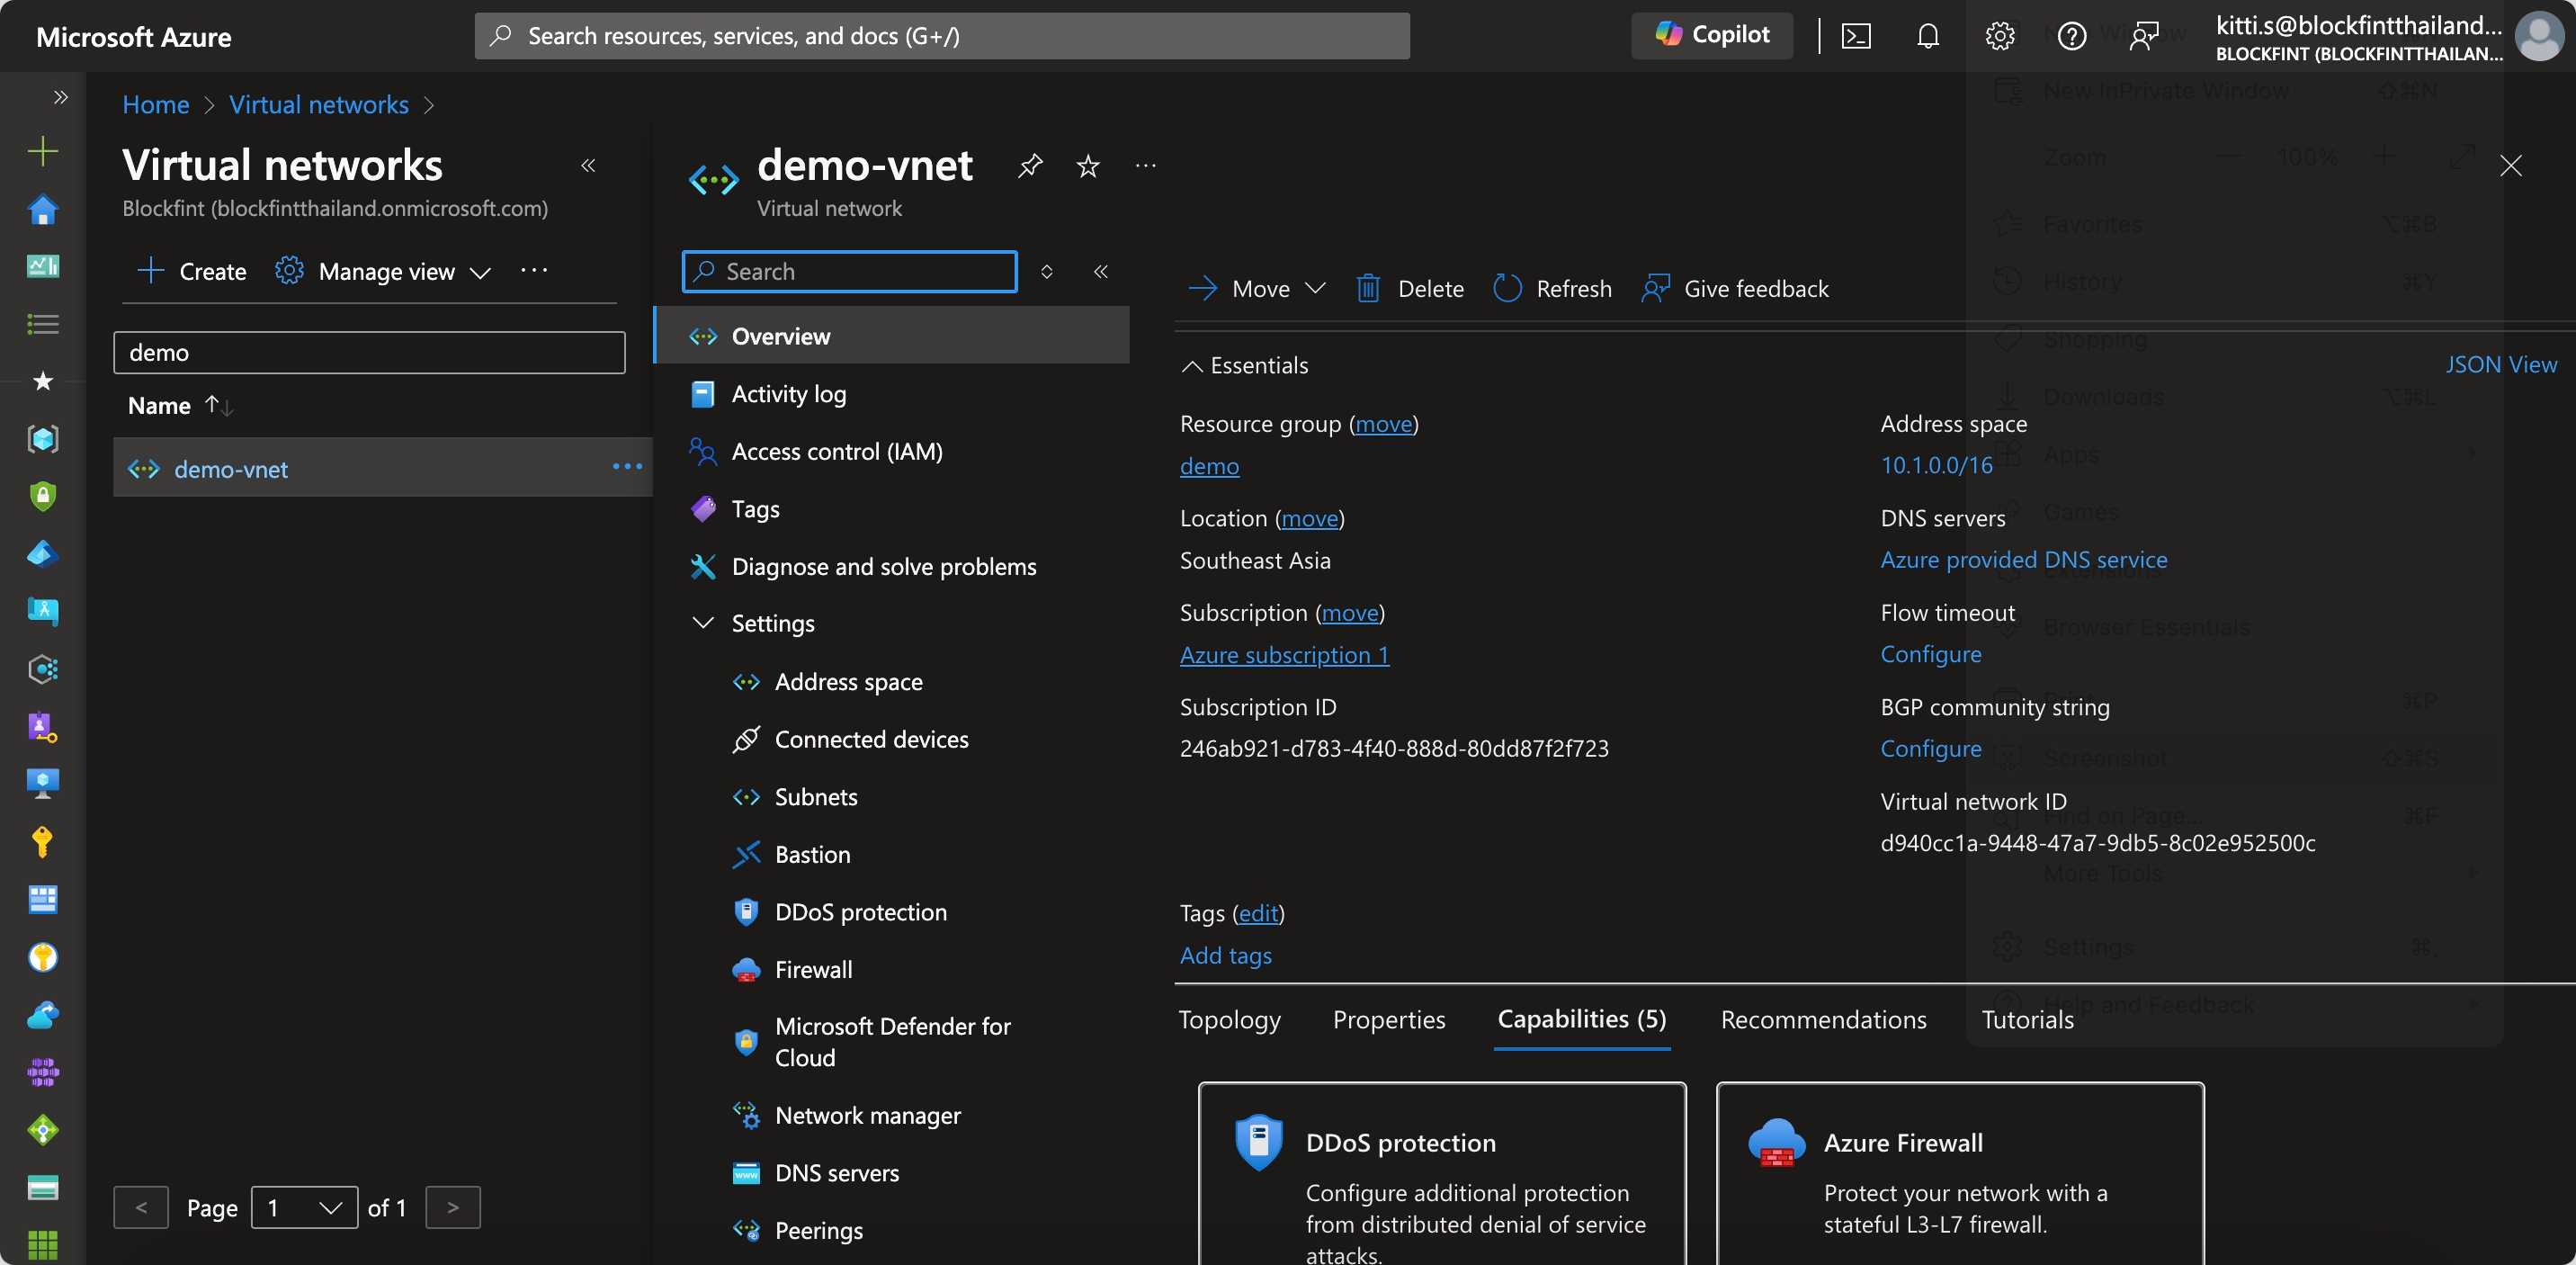 Microsoft Azure
Search resources, services, and docs (G+/)
Copilot
kitti.s@blockfintthailand...
BLOCKFINT (BLOCKFINTTHAILAN...
Home
Virtual networks
Virtual networks
Blockfint (blockfintthailand.onmicrosoft.com)
Create
Manage view
demo
Name
demo-vnet
Page
1
of 1
demo-vnet
Virtual network
Search
Overview
Activity log
Access control (IAM)
Tags
Diagnose and solve problems
Settings
Address space
Connected devices
Subnets
Bastion
DDoS protection
Firewall
Microsoft Defender for
Cloud
Network manager
DNS servers
Peerings
Move
Delete
Refresh
Give feedback
Essentials
JSON View
Resource group (move)
demo
Location (move)
Southeast Asia
Subscription (move)
Azure subscription 1
Subscription ID
246ab921-d783-4f40-888d-80dd87f2f723
Address space
10.1.0.0/16
DNS servers
Azure provided DNS service
Flow timeout
Configure
BGP community string
Configure
Virtual network ID
d940cc1a-9448-47a7-9db5-8c02e952500c
Tags (edit)
Add tags
Topology
Properties
Capabilities (5)
Recommendations
Tutorials
DDoS protection
Configure additional protection
from distributed denial of service
attacks.
Azure Firewall
Protect your network with a
stateful L3-L7 firewall.
New InPrivate Window
⇧⌘N
Zoom
100%
Favorites
⌥⌘B
History
⌘Y
Shopping
Downloads
⌥⌘L
Apps
Games
Extensions
Browser Essentials
Print
⌘P
Screenshot
⇧⌘S
Find on Page...
⌘F
More Tools
Settings
⌘,
Help and Feedback